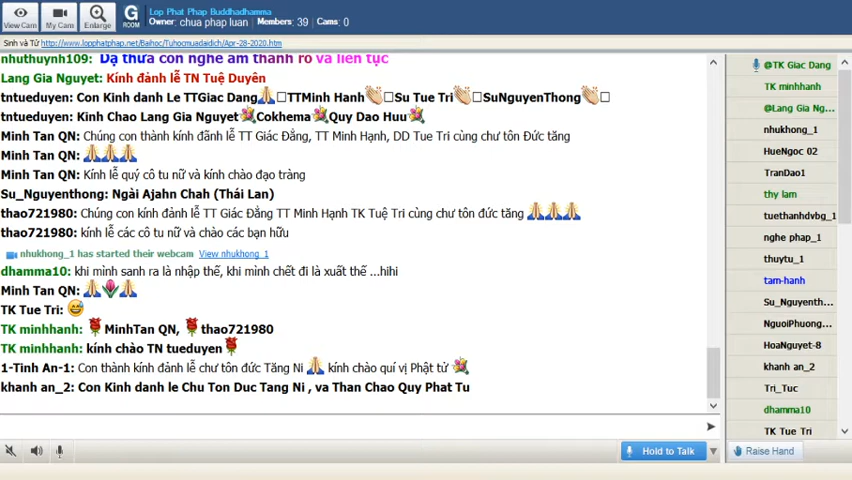 Lop Phat Phap Buddhadhamma
Owner: chua phap luan Members: 39 Cams: 0
View Cam
My Cam
Enlarge
G
ROOM
Sinh và Tử http://www.lopphatphap.net/Baihoc/Tuhocmuadaidich/Apr-28-2020.htm
nhuthuynh109: Dạ thưa con nghe âm thanh rõ và liên tục
Lang Gia Nguyet: Kính đảnh lễ TN Tuệ Duyên
tntueduyen: Con Kinh danh Le TTGiac Dang🙏□TTMinh Hanh👏□Su Tue Tri👏□SuNguyenThong👏□
tntueduyen: Kinh Chao Lang Gia Nguyet💐Cokhema💐Quy Dao Huu💐
Minh Tan QN: Chúng con thành kính đãnh lễ TT Giác Đẳng, TT Minh Hạnh, DD Tue Tri cùng chư tôn Đức tăng
Minh Tan QN: 🙏🙏🙏
Minh Tan QN: Kính lễ quý cô tu nữ và kính chào đạo tràng
Su_Nguyenthong: Ngài Ajahn Chah (Thái Lan)
thao721980: Chúng con kính đảnh lễ TT Giác Đẳng TT Minh Hạnh TK Tuệ Tri cùng chư tôn đức tăng 🙏🙏🙏
thao721980: kính lễ các cô tu nữ và chào các bạn hữu
nhukhong_1 has started their webcam View nhukhong_1
dhamma10: khi mình sanh ra là nhập thế, khi mình chết đi là xuất thế ...hihi
Minh Tan QN: 🙏🌷🙏
TK Tue Tri: 😅
TK minhhanh: 🌹MinhTan QN, 🌹thao721980
TK minhhanh: kính chào TN tueduyen🌹
1-Tinh An-1: Con thành kính đảnh lễ chư tôn đức Tăng Ni 🙏 kính chào quí vị Phật tử 💐
khanh an_2: Con Kinh danh le Chu Ton Duc Tang Ni , va Than Chao Quy Phat Tu
@TK Giac Dang
TK minhhanh
@Lang Gia Ng...
nhukhong_1
HueNgoc 02
TranDao1
thy lam
tuethanhdvbg_1
nghe phap_1
thuytu_1
tam-hanh
Su_Nguyenth...
NguoiPhuong...
HoaNguyet-8
khanh an_2
Tri_Tuc
dhamma10
TK Tue Tri
Hold to Talk
Raise Hand